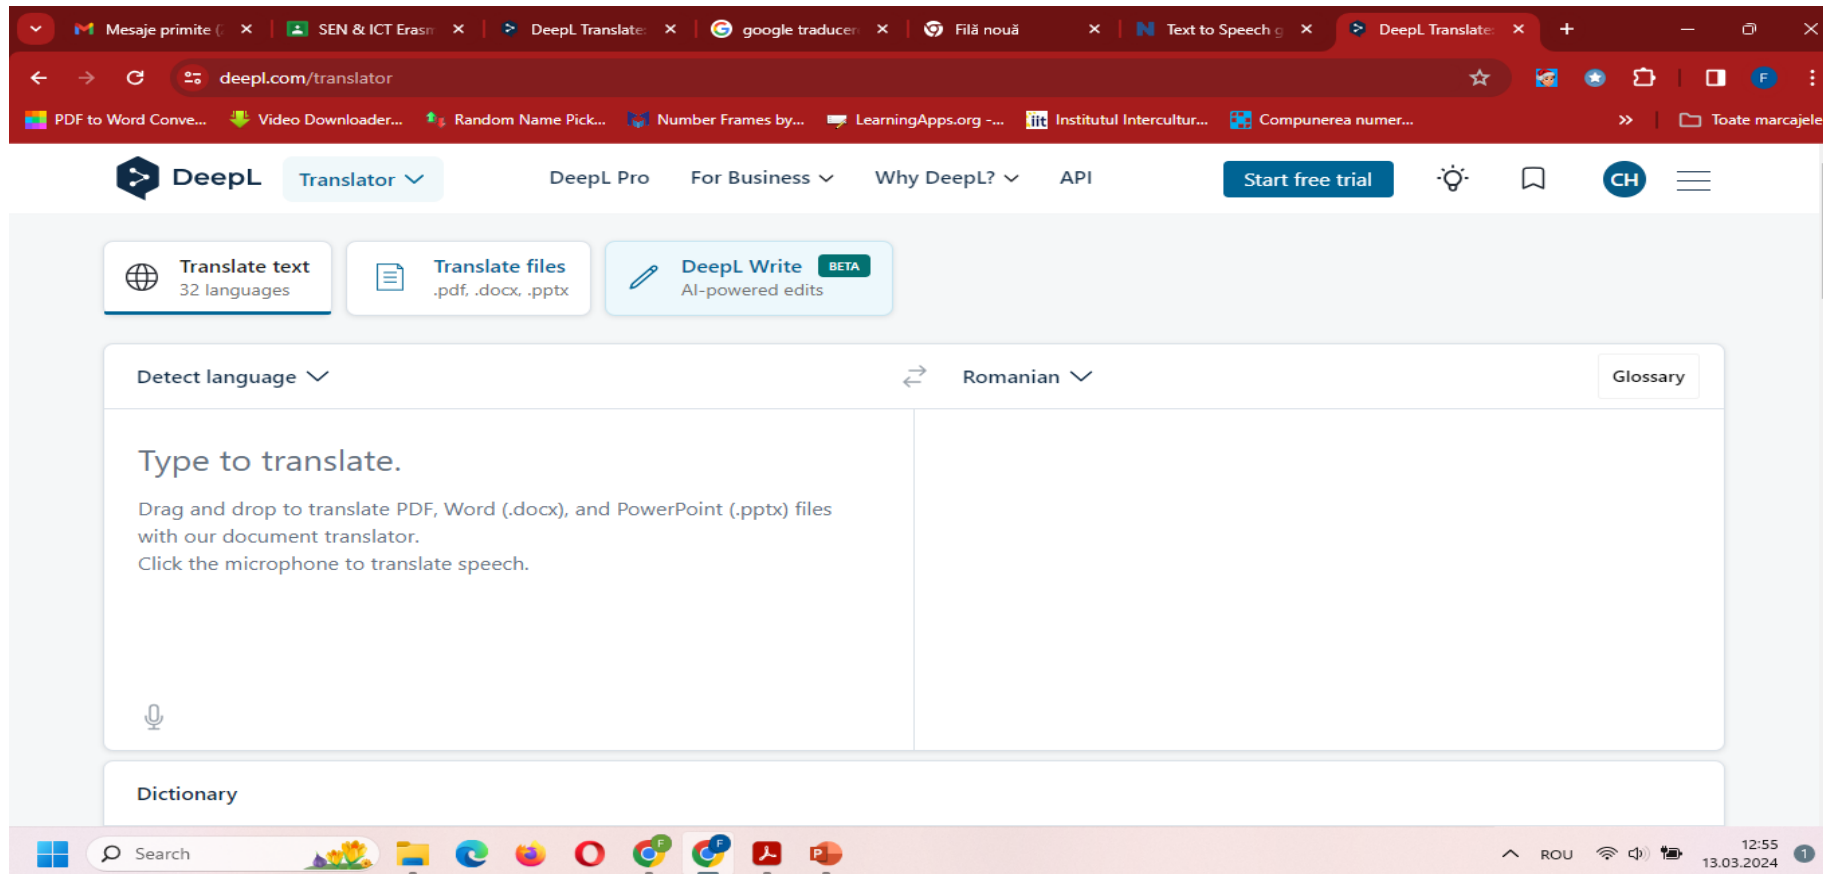 Mesaje primite (
SEN & ICT Erasm
DeepL Translate:
google traducer
Filă nouă
Text to Speech g
DeepL Translate:
deepl.com/translator
F
PDF to Word Conve...
Video Downloader...
Random Name Pick...
Number Frames by...
LearningApps.org -...
iit Institutul Intercultur...
Compunerea numer...
Toate marcajele
DeepL
Translator
DeepL Pro
For Business
Why DeepL?
API
Start free trial
CH
Translate text
32 languages
Translate files
.pdf, .docx, .pptx
DeepL Write BETA
AI-powered edits
Detect language
Romanian
Glossary
Type to translate.
Drag and drop to translate PDF, Word (.docx), and PowerPoint (.pptx) files
with our document translator.
Click the microphone to translate speech.
Dictionary
Search
F
F
ROU
12:55
13.03.2024
1